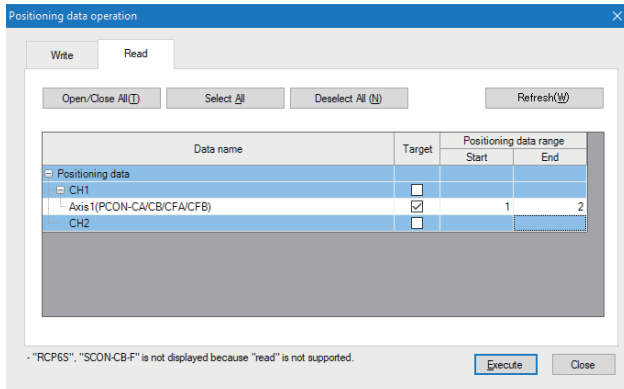 Positioning data operation
Write Read
Open/Close All(T) Select All Deselect All (N) Refresh(W)
Data name Target Positioning data range
Start End
Positioning data
CH1
Axis1(PCON-CA/CB/CFA/CFB) 1 2
CH2
- "RCP6S", "SCON-CB-F" is not displayed because "read" is not supported.
Execute Close